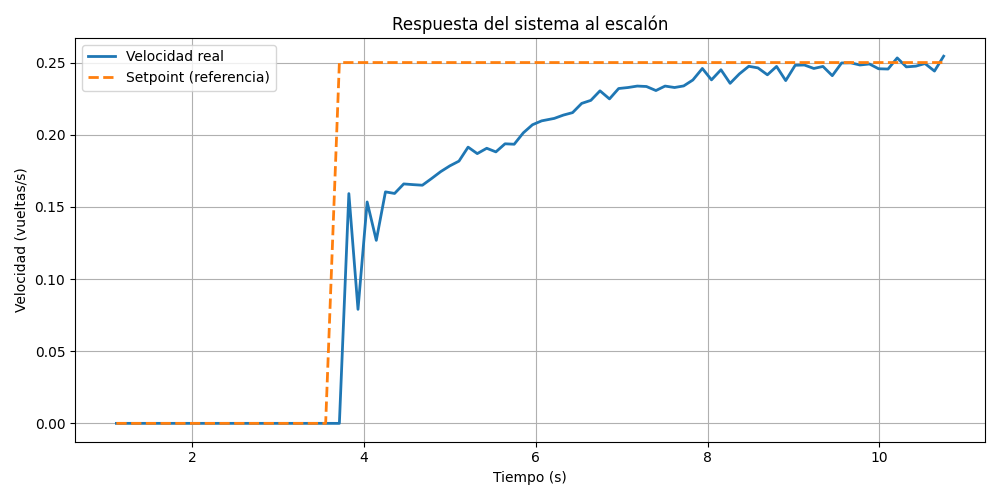 Respuesta del sistema al escalón
Velocidad real
Setpoint (referencia)
Velocidad (vueltas/s)
0.25
0.20
0.15
0.10
0.05
0.00
2
4
6
8
10
Tiempo (s)